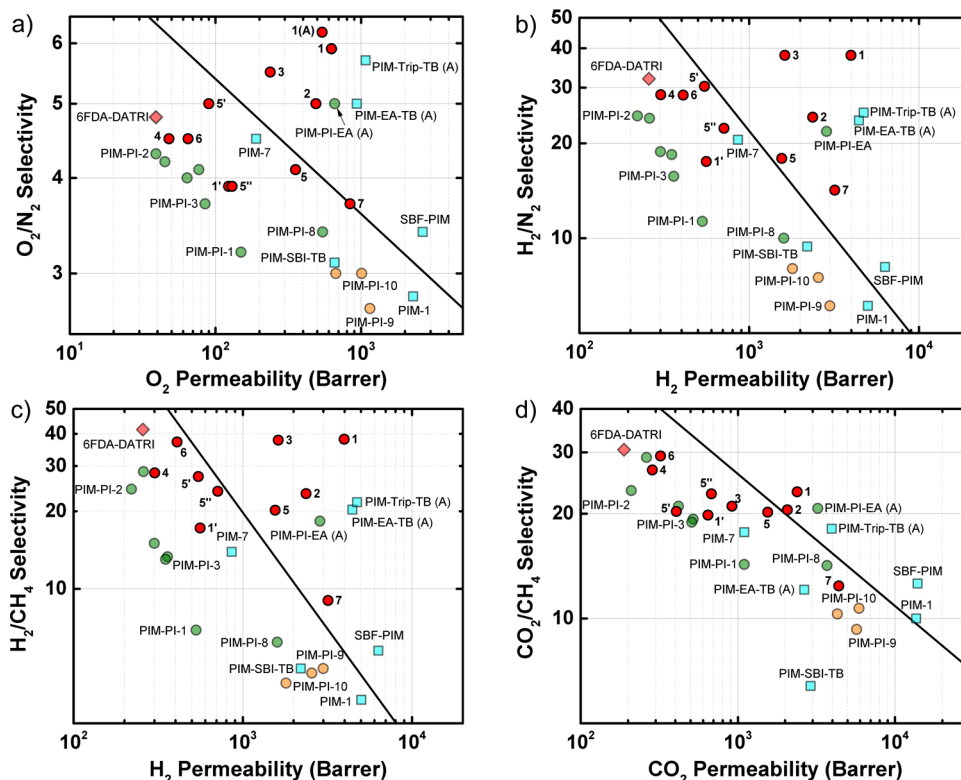 a)
O₂/N₂ Selectivity
6
5
4
3
1(A)
1
PIM-Trip-TB (A)
3
6FDA-DATRI
5'
2
PIM-EA-TB (A)
PIM-PI-EA (A)
4
6
PIM-7
PIM-PI-2
5
1'
5''
PIM-PI-3
7
PIM-PI-8
SBF-PIM
PIM-PI-1
PIM-SBI-TB
PIM-PI-10
PIM-1
PIM-PI-9
10¹
10²
10³
O₂ Permeability (Barrer)
b)
H₂/N₂ Selectivity
50
40
30
20
10
3
1
6FDA-DATRI
5'
4
6
PIM-PI-2
2
PIM-Trip-TB (A)
PIM-EA-TB (A)
5''
PIM-7
PIM-PI-EA
1'
5
PIM-PI-3
7
PIM-PI-1
PIM-PI-8
PIM-SBI-TB
PIM-PI-10
SBF-PIM
PIM-PI-9
PIM-1
10²
10³
10⁴
H₂ Permeability (Barrer)
c)
H₂/CH₄ Selectivity
50
40
30
20
10
6FDA-DATRI
6
3
1
4
5'
PIM-PI-2
5''
2
PIM-Trip-TB (A)
5
PIM-EA-TB (A)
1'
PIM-7
PIM-PI-EA (A)
PIM-PI-3
7
PIM-PI-1
PIM-PI-8
SBF-PIM
PIM-PI-9
PIM-SBI-TB
PIM-PI-10
PIM-1
10²
10³
10⁴
H₂ Permeability (Barrer)
d)
CO₂/CH₄ Selectivity
40
30
20
10
6FDA-DATRI
6
4
PIM-PI-2
5''
1
3
5'
2
PIM-PI-EA (A)
PIM-PI-3
1'
5
PIM-Trip-TB (A)
PIM-7
PIM-PI-1
PIM-PI-8
PIM-EA-TB (A)
7
SBF-PIM
PIM-PI-10
PIM-1
PIM-PI-9
PIM-SBI-TB
10²
10³
10⁴
CO₂ Permeability (Barrer)